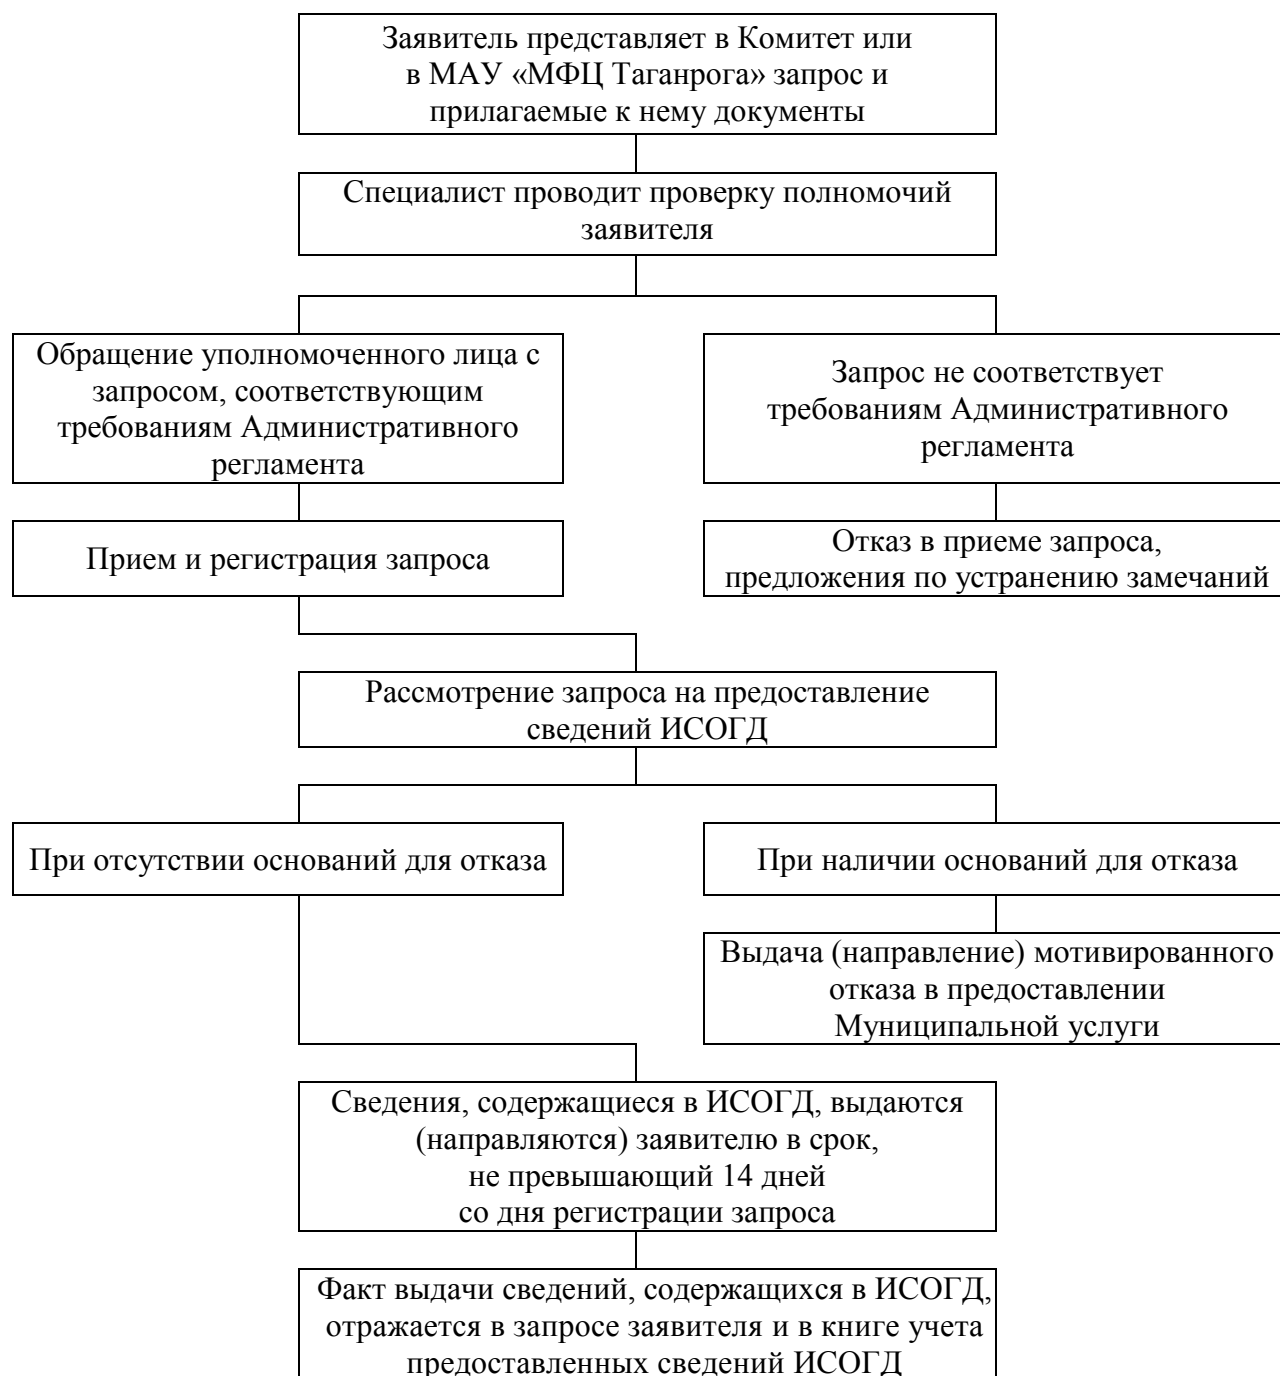 Заявитель представляет в Комитет или
в МАУ «МФЦ Таганрога» запрос и
прилагаемые к нему документы
Специалист проводит проверку полномочий
заявителя
Обращение уполномоченного лица с
запросом, соответствующим
требованиям Административного
регламента
Запрос не соответствует
требованиям Административного
регламента
Прием и регистрация запроса
Отказ в приеме запроса,
предложения по устранению замечаний
Рассмотрение запроса на предоставление
сведений ИСОГД
При отсутствии оснований для отказа
При наличии оснований для отказа
Выдача (направление) мотивированного
отказа в предоставлении
Муниципальной услуги
Сведения, содержащиеся в ИСОГД, выдаются
(направляются) заявителю в срок,
не превышающий 14 дней
со дня регистрации запроса
Факт выдачи сведений, содержащихся в ИСОГД,
отражается в запросе заявителя и в книге учета
предоставленных сведений ИСОГД